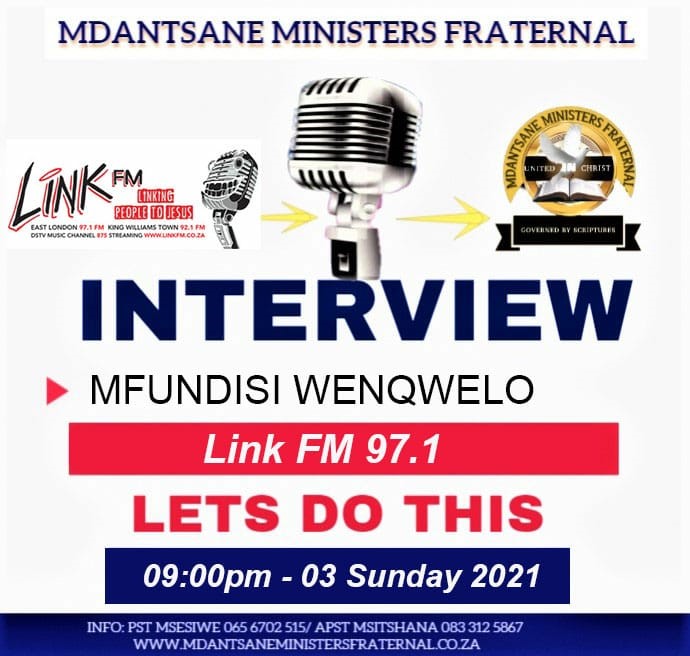 MDANTSANE MINISTERS FRATERNAL
LINK FM
LINKING
PEOPLE TO JESUS
EAST LONDON 97.1 FM KING WILLIAMS TOWN 92.1 FM
DSTV MUSIC CHANNEL 875 STREAMING WWW.LINKFM.CO.ZA
MDANTSANE MINISTERS FRATERNAL
UNITED IN CHRIST
GOVERNED BY SCRIPTURES
INTERVIEW
MFUNDISI WENQWELO
Link FM 97.1
LETS DO THIS
09:00pm - 03 Sunday 2021
INFO: PST MSESIWE 065 6702 515/ APST MSITSHANA 083 312 5867
WWW.MDANTSANEMINISTERSFRATERNAL.CO.ZA